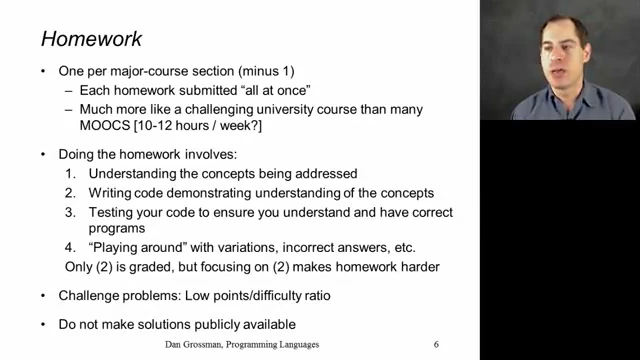 Homework
• One per major-course section (minus 1)
– Each homework submitted “all at once”
– Much more like a challenging university course than many
MOOCS [10-12 hours / week?]
• Doing the homework involves:
1. Understanding the concepts being addressed
2. Writing code demonstrating understanding of the concepts
3. Testing your code to ensure you understand and have correct
programs
4. “Playing around” with variations, incorrect answers, etc.
Only (2) is graded, but focusing on (2) makes homework harder
• Challenge problems: Low points/difficulty ratio
• Do not make solutions publicly available
Dan Grossman, Programming Languages 6